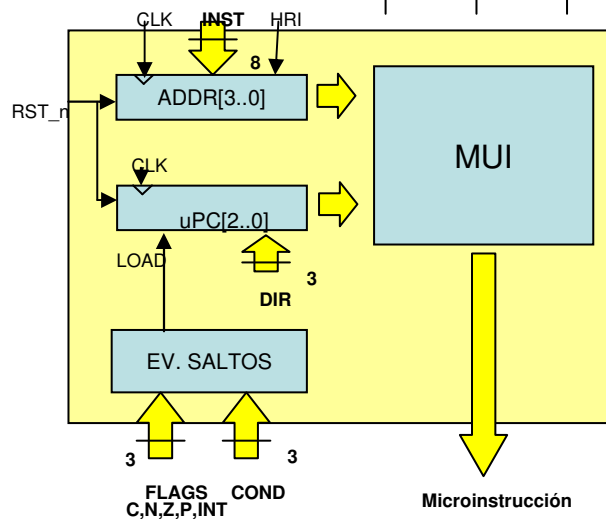 CLK INST HRI
8
ADDR[3..0]
RST_n
MUI
CLK
uPC[2..0]
LOAD
3
DIR
EV. SALTOS
3 3
FLAGS COND
C,N,Z,P,INT
Microinstrucción